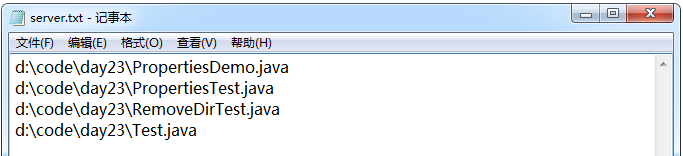 server.txt - 记事本
文件(F) 编辑(E) 格式(O) 查看(V) 帮助(H)
d:\code\day23\PropertiesDemo.java
d:\code\day23\PropertiesTest.java
d:\code\day23\RemoveDirTest.java
d:\code\day23\Test.java